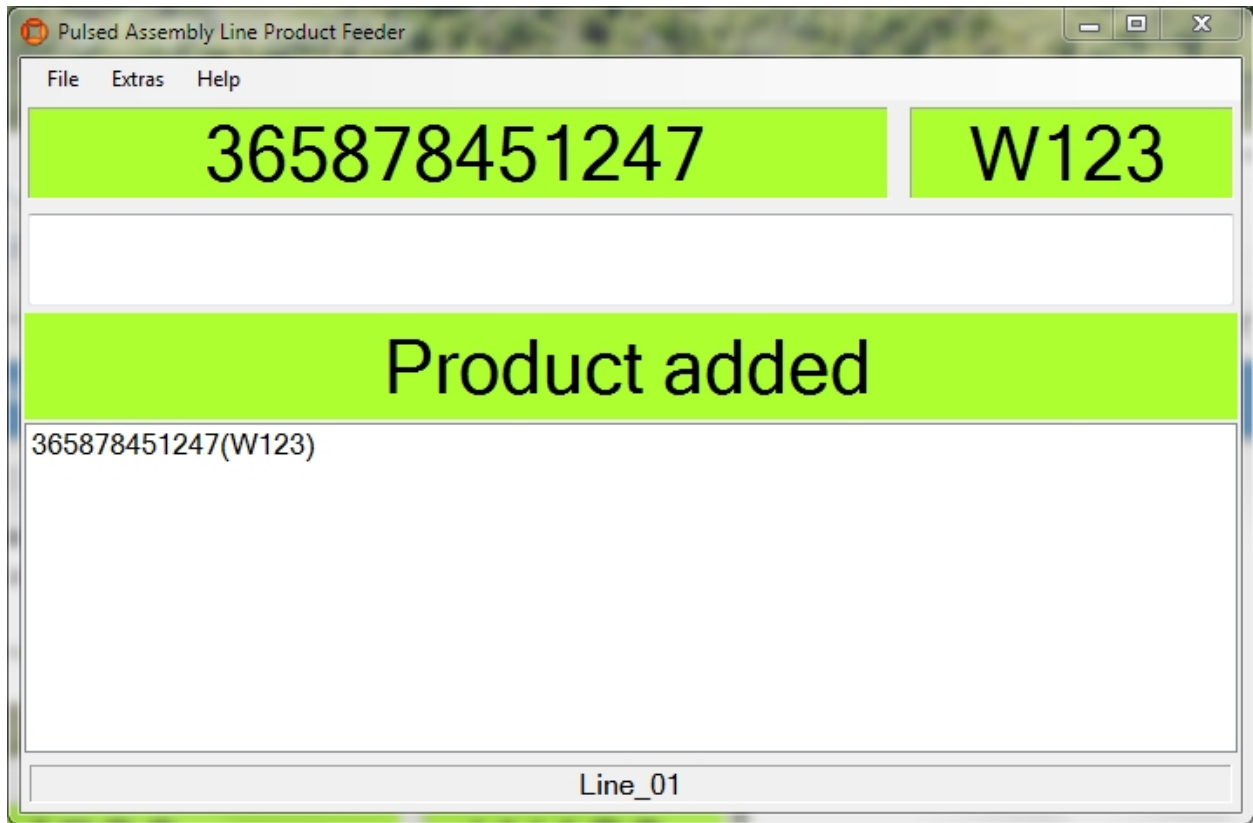 Pulsed Assembly Line Product Feeder
File Extras Help
365878451247 W123
Product added
365878451247(W123)
Line_01